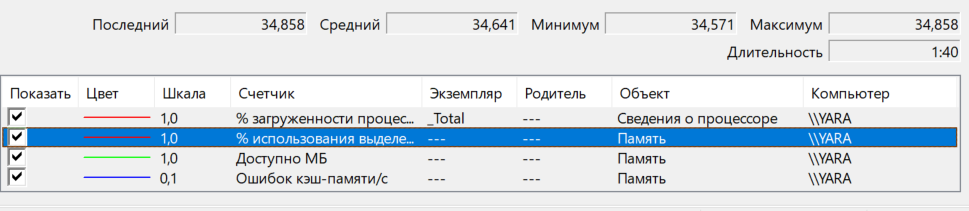 Последний 34,858 Средний 34,641 Минимум 34,571 Максимум 34,858
Длительность 1:40
Показать Цвет Шкала Счетчик Экземпляр Родитель Объект Компьютер
1,0 % загруженности процес... _Total --- Сведения о процессоре \\YARA
1,0 % использования выделе... --- --- Память \\YARA
1,0 Доступно МБ --- --- Память \\YARA
0,1 Ошибок кэш-памяти/с --- --- Память \\YARA